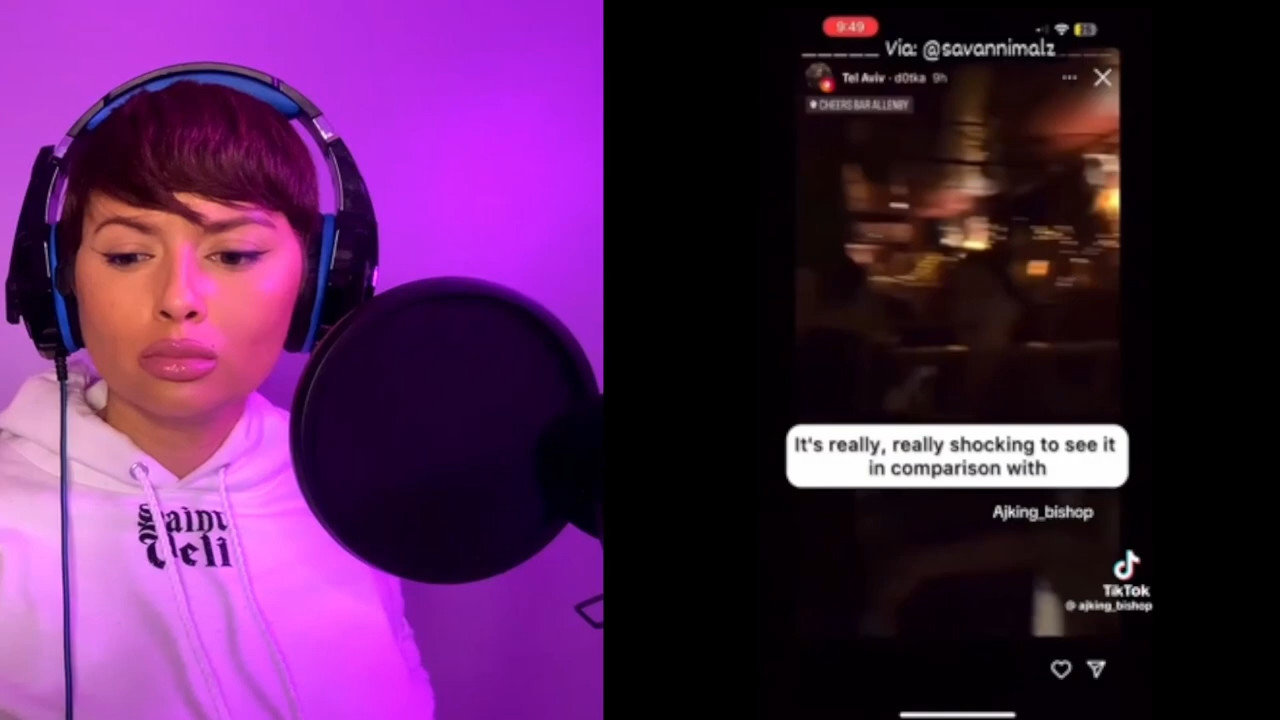 9:49
Via: @savannimalz
Tel Aviv · d0tka 9h
CHEERS BAR ALLENBY
It's really, really shocking to see it
in comparison with
Ajking_bishop
TikTok
@ ajking_bishop
Saint